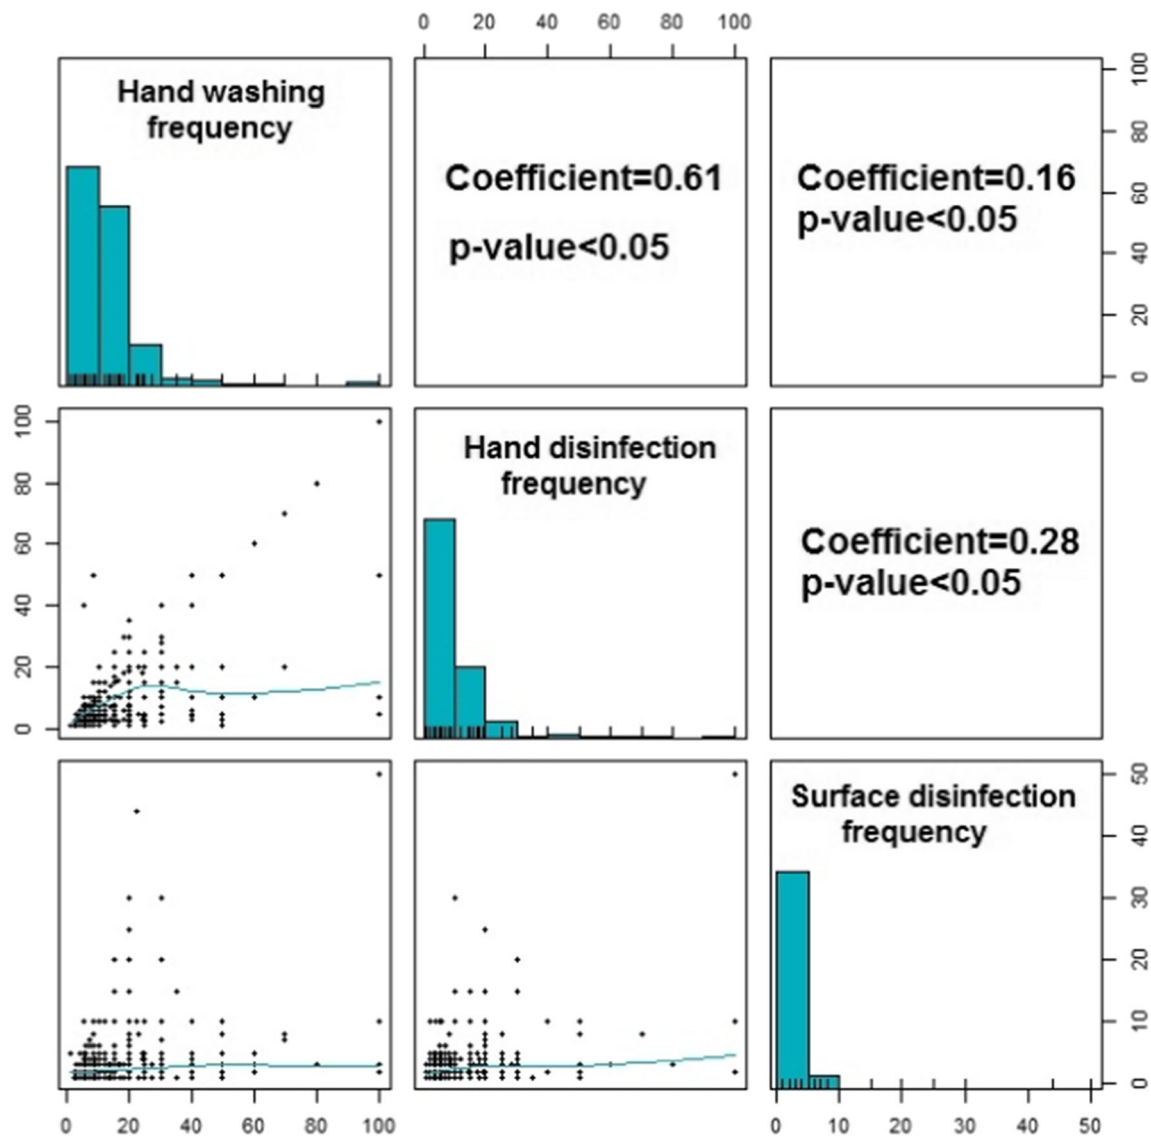 0 20 40 60 80 100
Hand washing
frequency
Coefficient=0.61
p-value<0.05
Coefficient=0.16
p-value<0.05
100
80
60
40
20
0
100
80
60
40
20
0
Hand disinfection
frequency
Coefficient=0.28
p-value<0.05
Surface disinfection
frequency
50
40
30
20
10
0
0 20 40 60 80 100
0 10 20 30 40 50